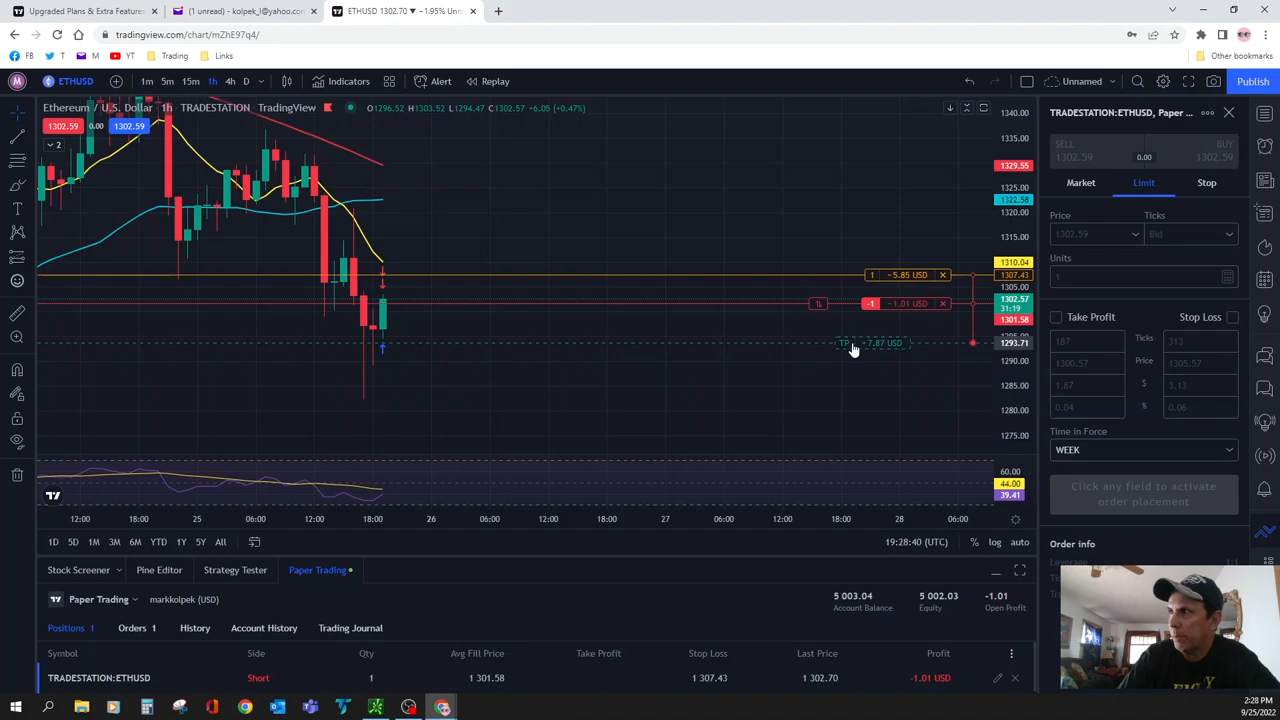 Upgraded Plans & Extra Features
(1 unread) - kolpek_l@yahoo.com
ETHUSD 1302.70 ▼ −1.95% Unn
tradingview.com/chart/mZhE97q4/
FB
T
M
YT
Trading
Links
Other bookmarks
M
ETHUSD
1m 5m 15m 1h 4h D
Indicators
Alert
Replay
Unnamed
Publish
Ethereum / U.S. Dollar · 1h · TRADESTATION · TradingView
O1296.52 H1303.52 L1294.47 C1302.57 +6.05 (+0.47%)
1302.59 0.00 1302.59
2
1340.00
1335.00
1329.55
1325.00
1322.58
1320.00
1315.00
1310.04
1307.43
1305.00
1302.57
31:19
1301.58
1293.71
1290.00
1285.00
1280.00
1275.00
1 −5.85 USD
% -1 −1.01 USD
TP 7.87 USD
60.00
44.00
39.41
12:00 18:00 25 06:00 12:00 18:00 26 06:00 12:00 18:00 27 06:00 12:00 18:00 28 06:00
1D 5D 1M 3M 6M YTD 1Y 5Y All
19:28:40 (UTC) % log auto
Stock Screener Pine Editor Strategy Tester Paper Trading
Paper Trading markkolpek (USD)
5 003.04
Account Balance
5 002.03
Equity
-1.01
Open Profit
Positions 1 Orders 1 History Account History Trading Journal
Symbol Side Qty Avg Fill Price Take Profit Stop Loss Last Price Profit
TRADESTATION:ETHUSD Short 1 1 301.58 1 307.43 1 302.70 -1.01 USD
TRADESTATION:ETHUSD, Paper ...
SELL
1302.59
0.00
BUY
1302.59
Market Limit Stop
Price Ticks
1302.59 Bid
Units
1
Take Profit Stop Loss
187 Ticks 313
1300.57 Price 1305.57
1.87 $ 3.13
0.04 % 0.06
Time in Force
WEEK
Click any field to activate
order placement
Order info
2:28 PM
9/25/2022